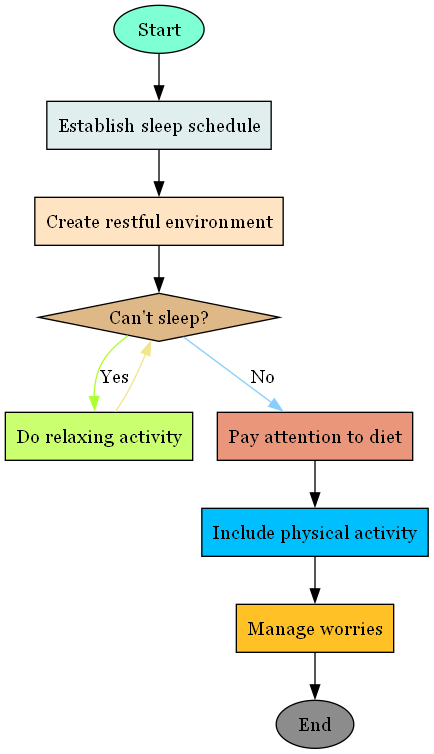 Start
Establish sleep schedule
Create restful environment
Can't sleep?
Yes
No
Do relaxing activity
Pay attention to diet
Include physical activity
Manage worries
End